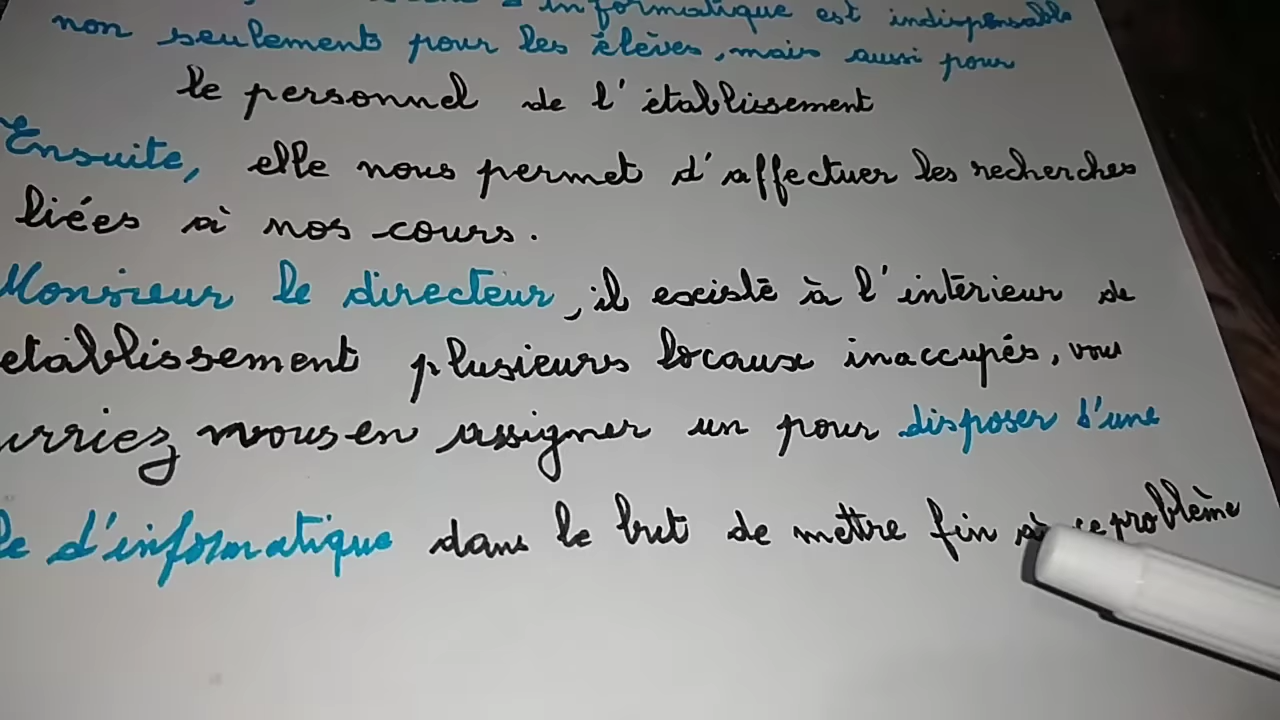 d'informatique est indispensable
non seulement pour les élèves, mais aussi pour
le personnel de l'établissement
Ensuite, elle nous permet d'affectuer les recherches
liées à nos cours.
Monsieur le directeur, il existe à l'intérieur de
etablissement plusieurs locaux inaccupés, vous
urriez nous en assigner un pour disposer d'une
le d'informatique dans le but de mettre fin à ce problème